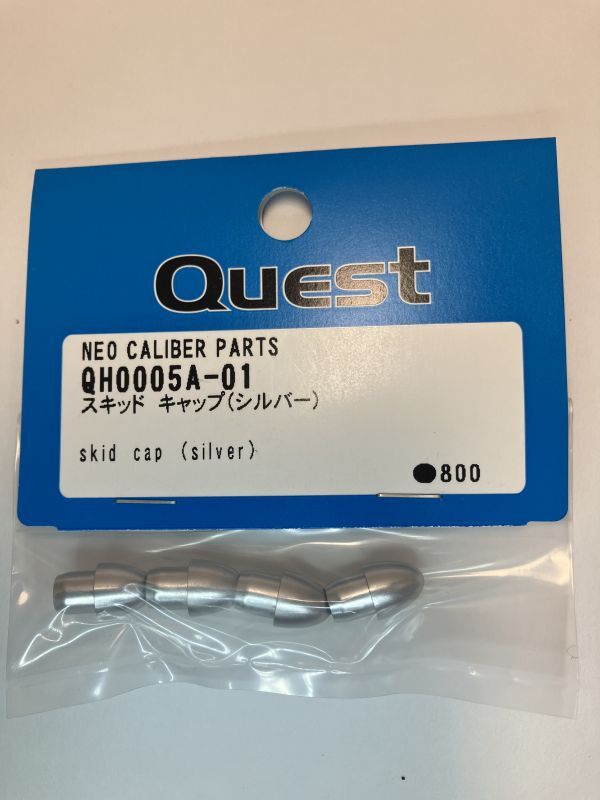 Quest
NEO CALIBER PARTS
QH0005A-01
スキッド キャップ(シルバー)
skid cap (silver)
●800